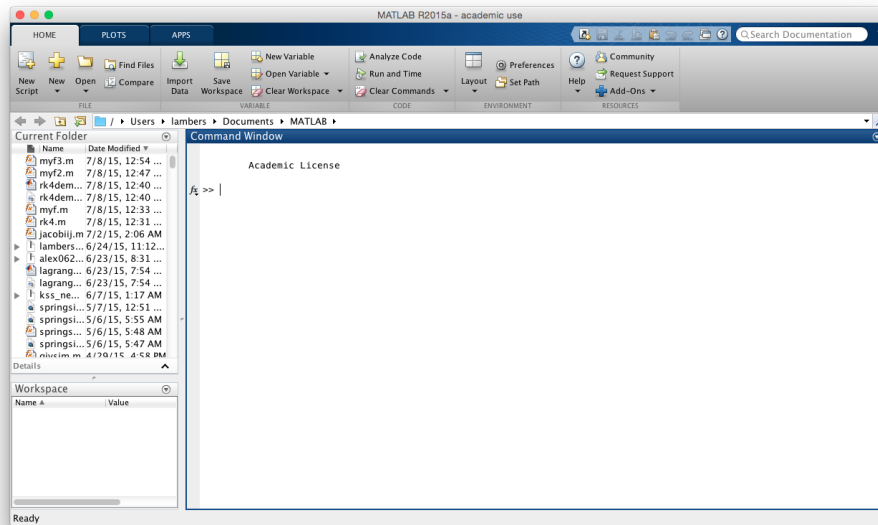 MATLAB R2015a - academic use
HOME PLOTS APPS
Search Documentation
New Script
New
Open
Find Files
Compare
Import Data
Save Workspace
New Variable
Open Variable
Clear Workspace
Analyze Code
Run and Time
Clear Commands
Layout
Preferences
Set Path
Help
Community
Request Support
Add-Ons
FILE VARIABLE CODE ENVIRONMENT RESOURCES
/ Users lambers Documents MATLAB
Current Folder
Name Date Modified
myf3.m 7/8/15, 12:54 ...
myf2.m 7/8/15, 12:47 ...
rk4dem... 7/8/15, 12:40 ...
rk4dem... 7/8/15, 12:40 ...
myf.m 7/8/15, 12:33 ...
rk4.m 7/8/15, 12:31 ...
jacobiij.m 7/2/15, 2:06 AM
lambers... 6/24/15, 11:12...
alex062... 6/23/15, 8:31 ...
lagrang... 6/23/15, 7:54 ...
lagrang... 6/23/15, 7:54 ...
kss_ne... 6/7/15, 1:17 AM
springsi... 5/7/15, 12:51 ...
springsi... 5/6/15, 5:55 AM
springs... 5/6/15, 5:48 AM
springsi... 5/6/15, 5:47 AM
4/29/15, 4:58 PM
Details
Workspace
Name Value
Command Window
Academic License
fx >>
Ready